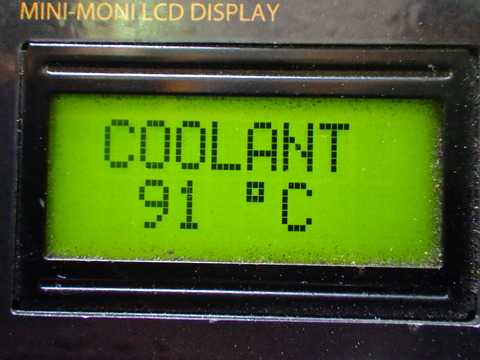 MINI-MONI LCD DISPLAY
COOLANT
91 °C